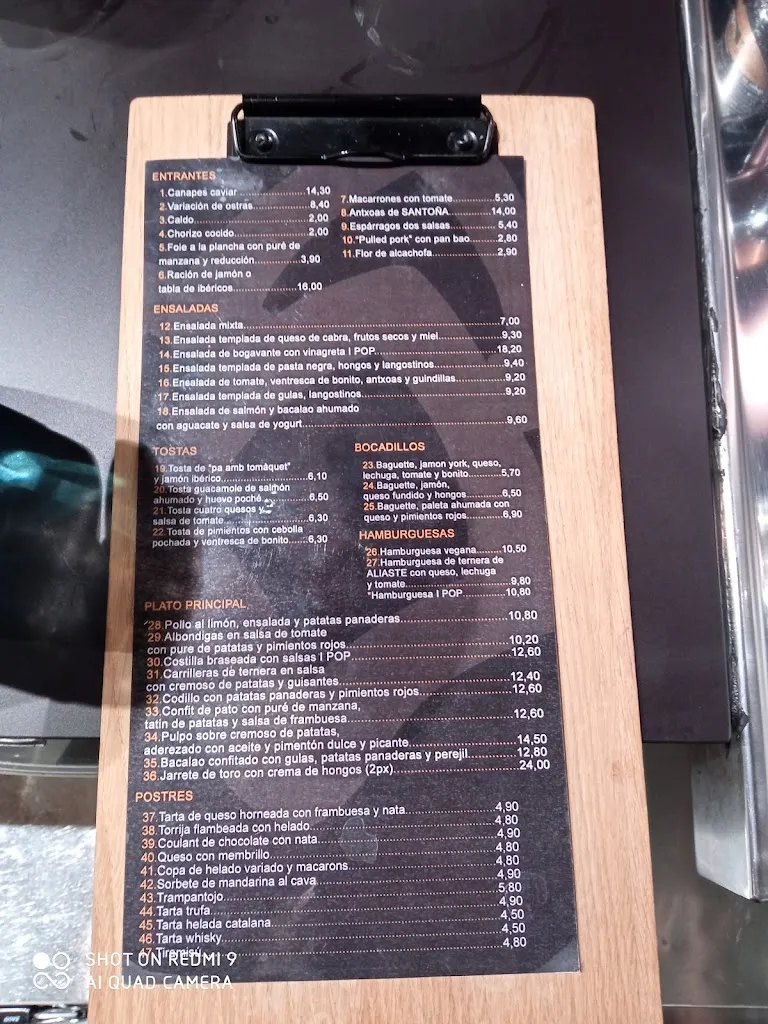 ENTRANTES
1.Canapes caviar..........14,30
2.Variación de ostras..........8,40
3.Caldo..........2,00
4.Chorizo cocido..........2,00
5.Foie a la plancha con puré de
manzana y reducción..........3,90
6.Ración de jamón o
tabla de ibéricos..........16,00
7.Macarrones con tomate..........5,30
8.Antxoas de SANTOÑA..........14,00
9.Espárragos dos salsas..........5,40
10."Pulled pork" con pan bao..........2,80
11.Flor de alcachofa..........2,90
ENSALADAS
12.Ensalada mixta..........7,00
13.Ensalada templada de queso de cabra, frutos secos y miel..........9,30
14.Ensalada de bogavante con vinagreta I POP..........18,20
15.Ensalada templada de pasta negra, hongos y langostinos..........9,40
16.Ensalada de tomate, ventresca de bonito, antxoas y guindillas..........9,20
17.Ensalada templada de gulas, langostinos..........9,20
18.Ensalada de salmón y bacalao ahumado
con aguacate y salsa de yogurt..........9,60
TOSTAS
19.Tosta de "pa amb tomàquet"
y jamón ibérico..........6,10
20.Tosta guacamole de salmón
ahumado y huevo poché..........6,50
21.Tosta cuatro quesos y
salsa de tomate..........6,30
22.Tosta de pimientos con cebolla
pochada y ventresca de bonito..........6,30
BOCADILLOS
23.Baguette, jamon york, queso,
lechuga, tomate y bonito..........5,70
24.Baguette, jamón,
queso fundido y hongos..........6,50
25.Baguette, paleta ahumada con
queso y pimientos rojos..........6,90
HAMBURGUESAS
26.Hamburguesa vegana..........10,50
27.Hamburguesa de ternera de
ALIASTE con queso, lechuga
y tomate..........9,80
*Hamburguesa I POP..........10,80
PLATO PRINCIPAL
28.Pollo al limón, ensalada y patatas panaderas..........10,80
29.Albondigas en salsa de tomate
con pure de patatas y pimientos rojos..........10,20
30.Costilla braseada con salsas I POP..........12,60
31.Carrilleras de ternera en salsa
con cremoso de patatas y guisantes..........12,40
32.Codillo con patatas panaderas y pimientos rojos..........12,60
33.Confit de pato con puré de manzana,
tatin de patatas y salsa de frambuesa..........12,60
34.Pulpo sobre cremoso de patatas,
aderezado con aceite y pimentón dulce y picante..........14,50
35.Bacalao confitado con gulas, patatas panaderas y perejil..........12,80
36.Jarrete de toro con crema de hongos (2px)..........24,00
POSTRES
37.Tarta de queso horneada con frambuesa y nata..........4,90
38.Torrija flambeada con helado..........4,80
39.Coulant de chocolate con nata..........4,90
40.Queso con membrillo..........4,80
41.Copa de helado variado y macarons..........4,80
42.Sorbete de mandarina al cava..........4,90
43.Trampantojo..........5,80
44.Tarta trufa..........4,90
45.Tarta helada catalana..........4,50
46.Tarta whisky..........4,50
47.Tiramisú..........4,80
SHOT ON REDMI 9
AI QUAD CAMERA